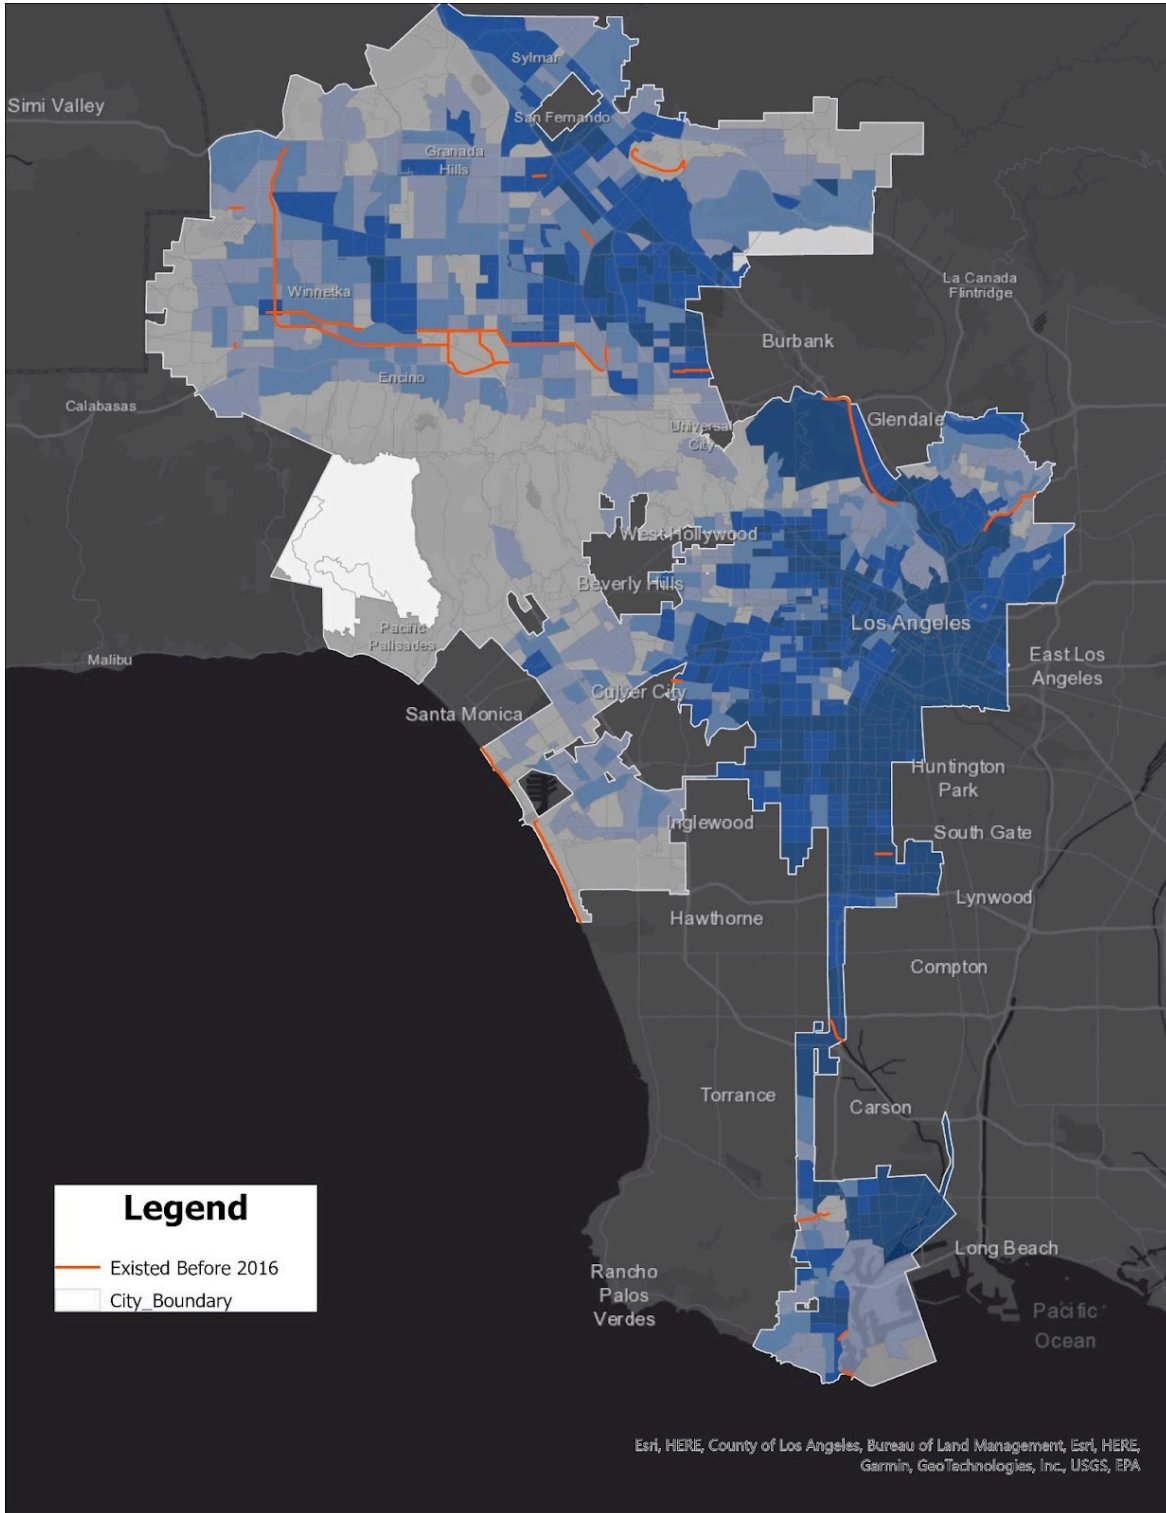 Sylmar
Simi Valley
San Fernando
Granada
Hills
La Canada
Flintridge
Winnetka
Burbank
Encino
Calabasas
Glendale
Universal
City
West Hollywood
Beverly Hills
Los Angeles
Pacific
Palisades
Malibu
East Los
Angeles
Culver City
Santa Monica
Huntington
Park
Inglewood
South Gate
Lynwood
Hawthorne
Compton
Torrance
Carson
Legend
Existed Before 2016
City_Boundary
Long Beach
Rancho
Palos
Verdes
Pacific
Ocean
Esri, HERE, County of Los Angeles, Bureau of Land Management, Esri, HERE,
Garmin, GeoTechnologies, Inc., USGS, EPA